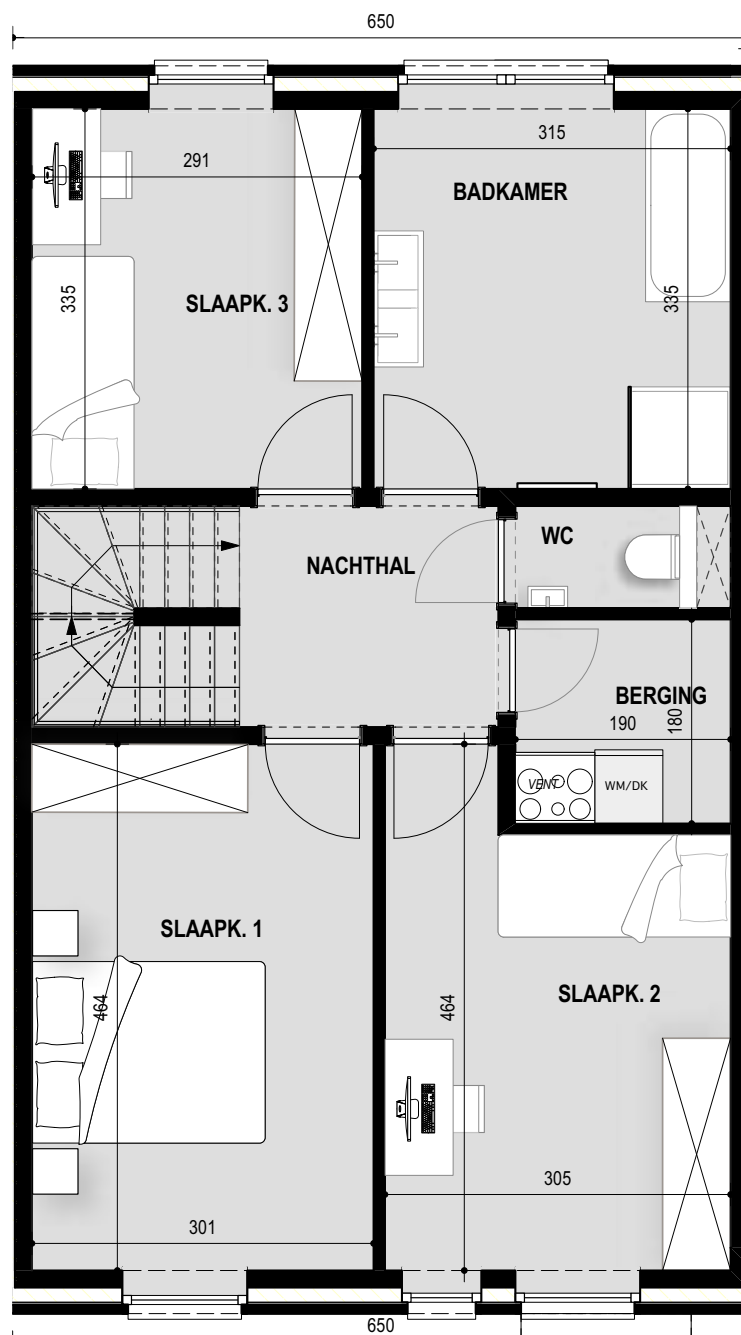 650
291
315
BADKAMER
335
SLAAPK. 3
335
WC
NACHTHAL
BERGING
190
180
VENT
WM/DK
SLAAPK. 1
464
SLAAPK. 2
464
305
301
650